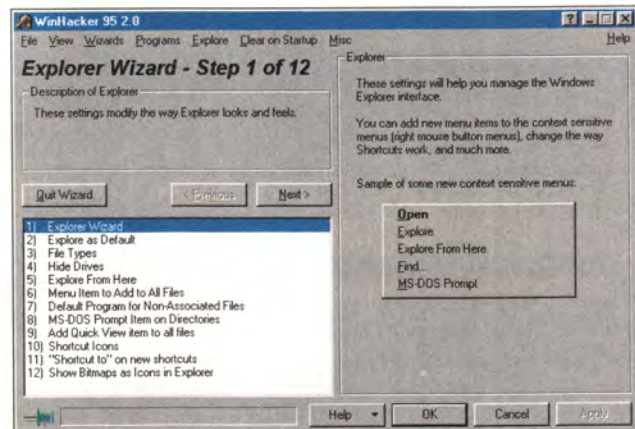 WinHacker 95 2.0
File View Wizards Programs Explore Clear on Startup Misc Help
Explorer Wizard - Step 1 of 12
Description of Explorer
These settings modify the way Explorer looks and feels.
Quit Wizard
< Previous
Next >
1) Explorer Wizard
2) Explore as Default
3) File Types
4) Hide Drives
5) Explore From Here
6) Menu Item to Add to All Files
7) Default Program for Non-Associated Files
8) MS-DOS Prompt Item on Directories
9) Add Quick View item to all files
10) Shortcut Icons
11) "Shortcut to" on new shortcuts
12) Show Bitmaps as Icons in Explorer
Explorer
These settings will help you manage the Windows
Explorer interface.
You can add new menu items to the context sensitive
menus (right mouse button menus), change the way
Shortcuts work, and much more.
Sample of some new context sensitive menus:
Open
Explore
Explore From Here
Find...
MS-DOS Prompt
Help
OK
Cancel
Apply